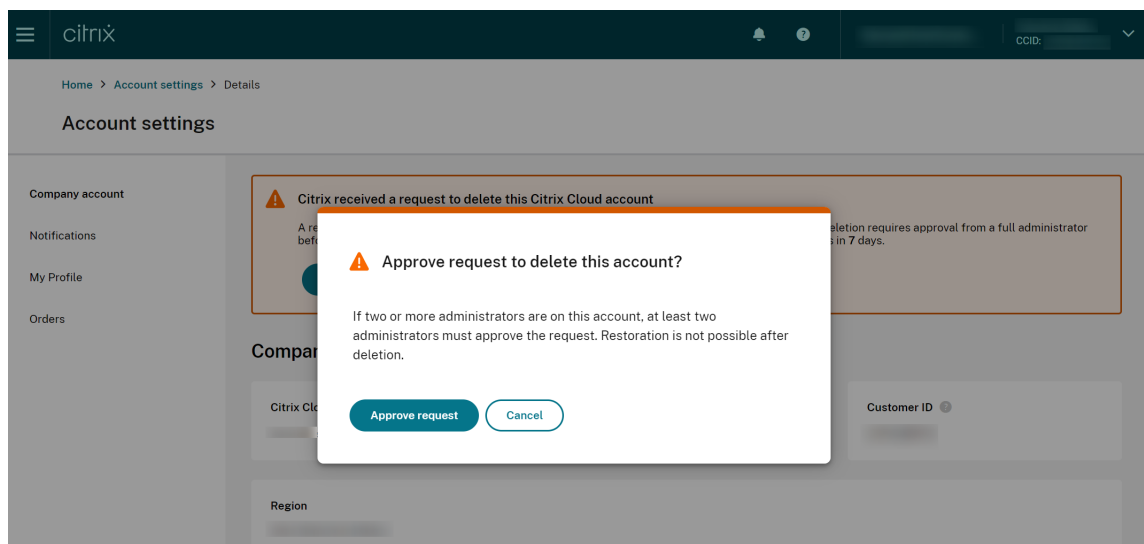 citrix
CCID:
Home > Account settings > Details
Account settings
Company account
Notifications
My Profile
Orders
Citrix received a request to delete this Citrix Cloud account
A re
eletion requires approval from a full administrator
befo
in 7 days.
Approve request to delete this account?
If two or more administrators are on this account, at least two
administrators must approve the request. Restoration is not possible after
deletion.
Approve request
Cancel
Compan
Citrix Clo
Customer ID
Region